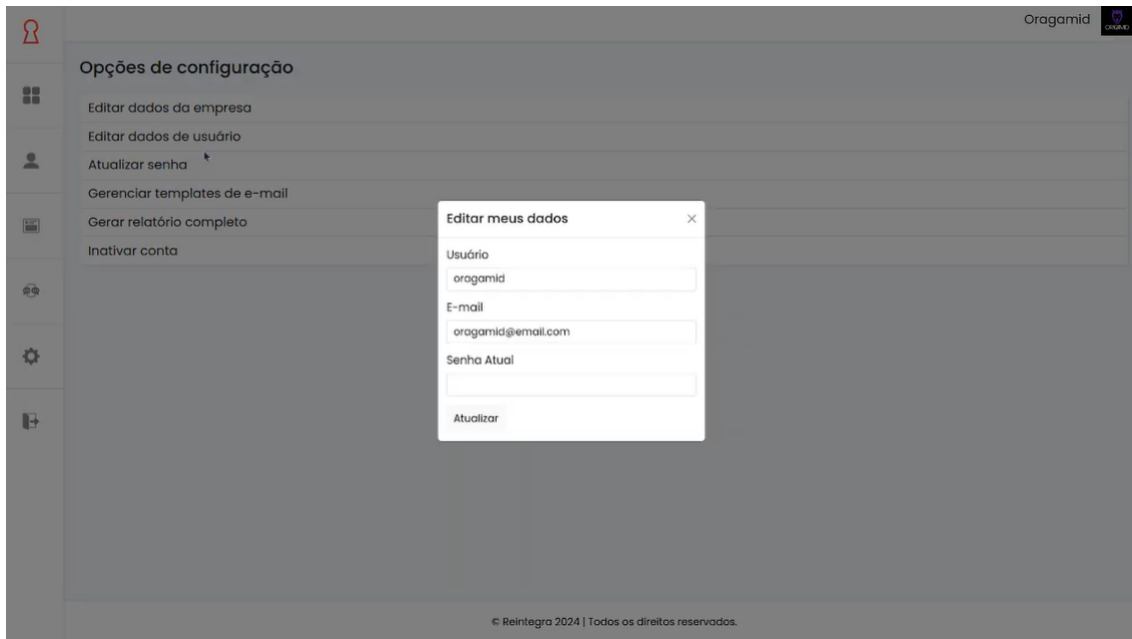 Oragamid
ORIGAMID
Opções de configuração
Editar dados da empresa
Editar dados de usuário
Atualizar senha
Gerenciar templates de e-mail
Gerar relatório completo
Inativar conta
Editar meus dados
Usuário
oragamid
E-mail
oragamid@email.com
Senha Atual
Atualizar
© Reintegra 2024 | Todos os direitos reservados.